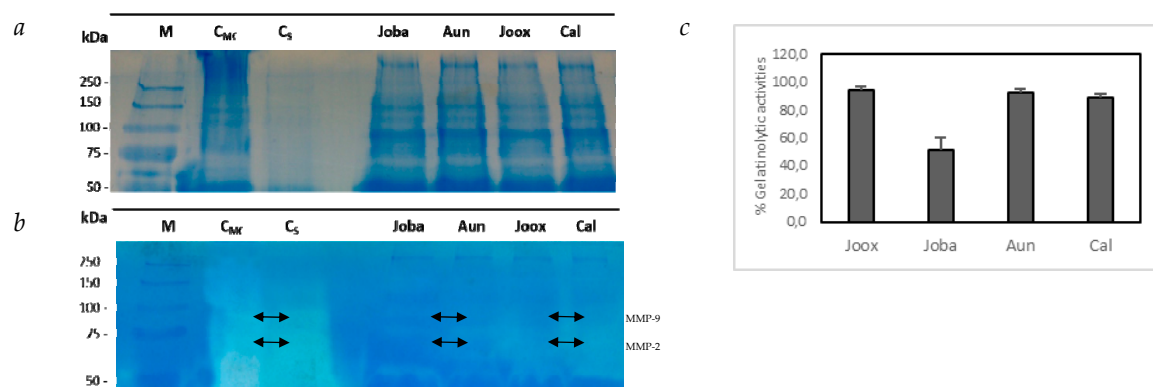 a
kDa M CMC CS Joba Aun Joox Cal
250 -
150 -
100 -
75 -
50 -
b
kDa M CMC CS Joba Aun Joox Cal
250 -
150 -
100 -
75 -
50 -
MMP-9
MMP-2
c
% Gelatinolytic activities
120,0
100,0
80,0
60,0
40,0
20,0
0,0
Joox Joba Aun Cal